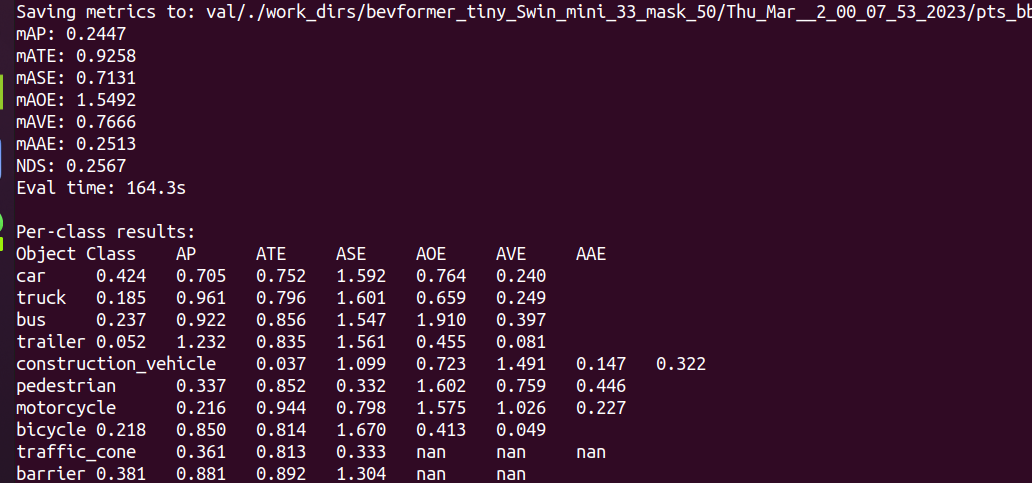 Saving metrics to: val/./work_dirs/bevformer_tiny_Swin_mini_33_mask_50/Thu_Mar__2_00_07_53_2023/pts_bb
mAP: 0.2447
mATE: 0.9258
mASE: 0.7131
mAOE: 1.5492
mAVE: 0.7666
mAAE: 0.2513
NDS: 0.2567
Eval time: 164.3s
Per-class results:
Object Class AP ATE ASE AOE AVE AAE
car 0.424 0.705 0.752 1.592 0.764 0.240
truck 0.185 0.961 0.796 1.601 0.659 0.249
bus 0.237 0.922 0.856 1.547 1.910 0.397
trailer 0.052 1.232 0.835 1.561 0.455 0.081
construction_vehicle 0.037 1.099 0.723 1.491 0.147 0.322
pedestrian 0.337 0.852 0.332 1.602 0.759 0.446
motorcycle 0.216 0.944 0.798 1.575 1.026 0.227
bicycle 0.218 0.850 0.814 1.670 0.413 0.049
traffic_cone 0.361 0.813 0.333 nan nan nan
barrier 0.381 0.881 0.892 1.304 nan nan